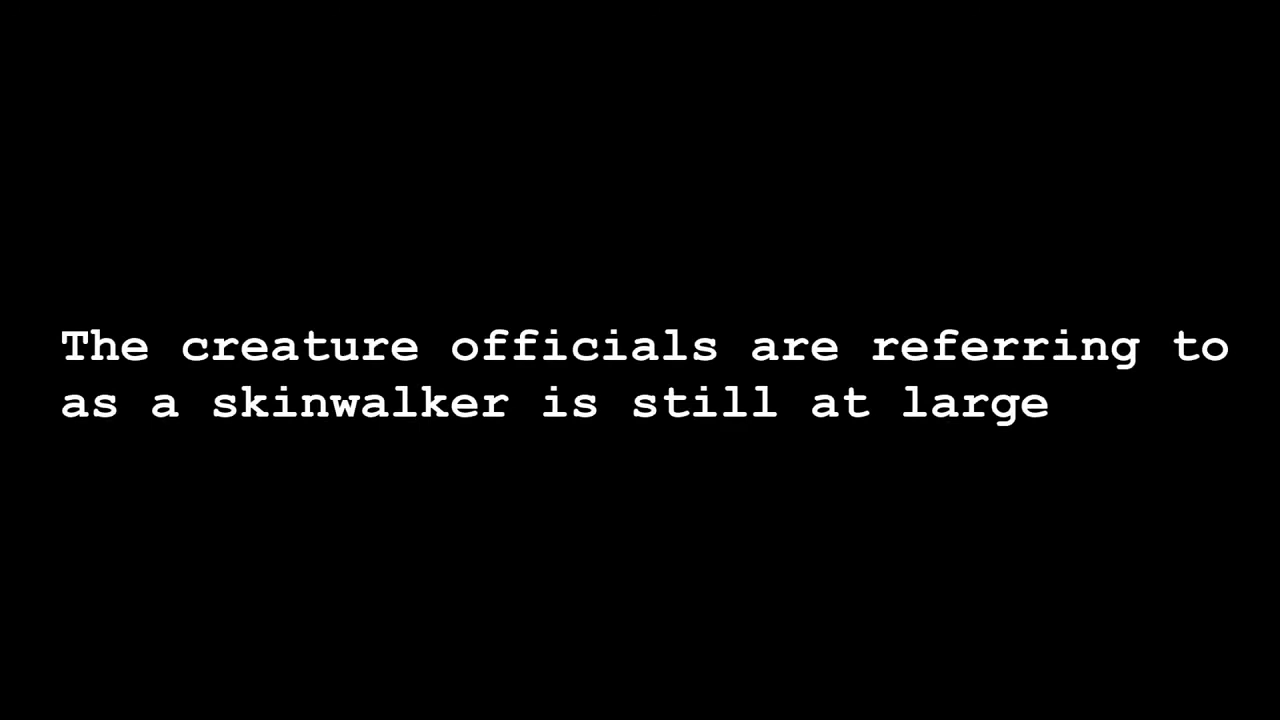 The creature officials are referring to
as a skinwalker is still at large